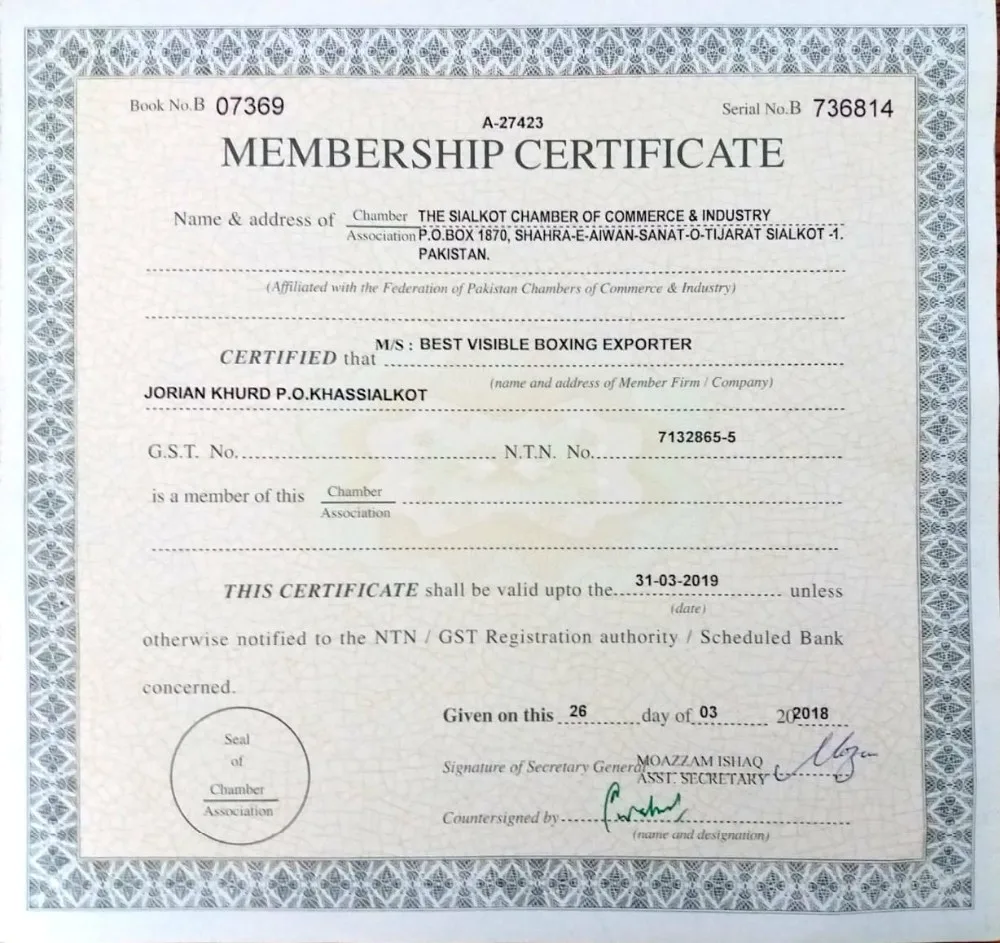 Book No.B 07369
Serial No.B 736814
A-27423
MEMBERSHIP CERTIFICATE
Name & address of Chamber THE SIALKOT CHAMBER OF COMMERCE & INDUSTRY
Association P.O.BOX 1870, SHAHRA-E-AIWAN-SANAT-O-TIJARAT SIALKOT -1.
PAKISTAN.
(Affiliated with the Federation of Pakistan Chambers of Commerce & Industry)
M/S : BEST VISIBLE BOXING EXPORTER
CERTIFIED that
(name and address of Member Firm / Company)
JORIAN KHURD P.O.KHASSIALKOT
G.S.T. No. N.T.N. No. 7132865-5
is a member of this Chamber
Association
THIS CERTIFICATE shall be valid upto the 31-03-2019 unless
(date)
otherwise notified to the NTN / GST Registration authority / Scheduled Bank
concerned.
Given on this 26 day of 03 202018
Seal
of
Chamber
Association
Signature of Secretary General MOAZZAM ISHAQ
ASST. SECRETARY
Countersigned by
(name and designation)